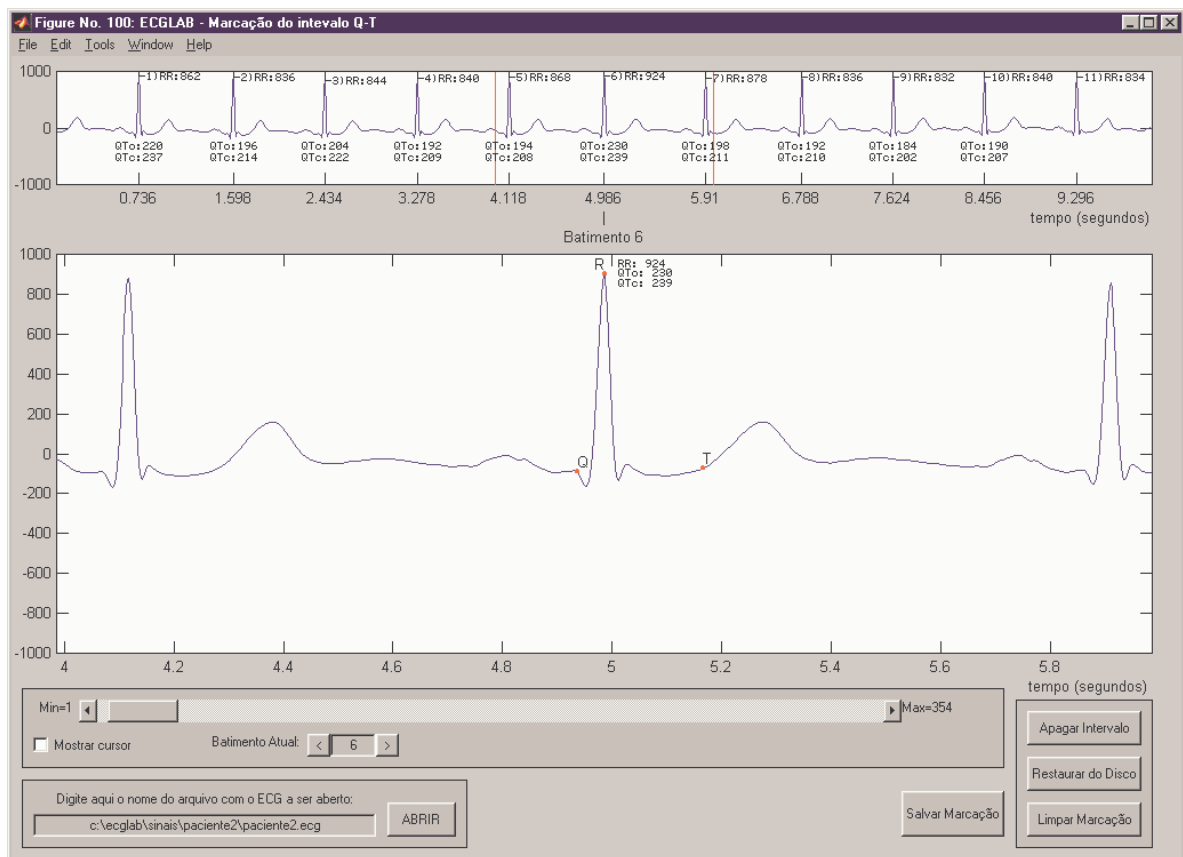 Figure No. 100: ECGLAB - Marcação do intevalo Q-T
File Edit Tools Window Help
1000
0
-1000
1)RR:862
2)RR:836
3)RR:844
4)RR:840
5)RR:868
6)RR:924
7)RR:878
8)RR:836
9)RR:832
10)RR:840
11)RR:834
QTo:220
QTc:237
QTo:196
QTc:214
QTo:204
QTc:222
QTo:192
QTc:209
QTo:194
QTc:208
QTo:230
QTc:239
QTo:198
QTc:211
QTo:192
QTc:210
QTo:184
QTc:202
QTo:190
QTc:207
0.736 1.598 2.434 3.278 4.118 4.986 5.91 6.788 7.624 8.456 9.296
tempo (segundos)
Batimento 6
1000
800
600
400
200
0
-200
-400
-600
-800
-1000
R
RR: 924
QTo: 230
QTc: 239
Q
T
4 4.2 4.4 4.6 4.8 5 5.2 5.4 5.6 5.8
tempo (segundos)
Min=1
Max=354
Mostrar cursor
Batimento Atual: < 6 >
Apagar Intervalo
Restaurar do Disco
Limpar Marcação
Salvar Marcação
Digite aqui o nome do arquivo com o ECG a ser aberto:
c:\ecglab\sinais\paciente2\paciente2.ecg
ABRIR